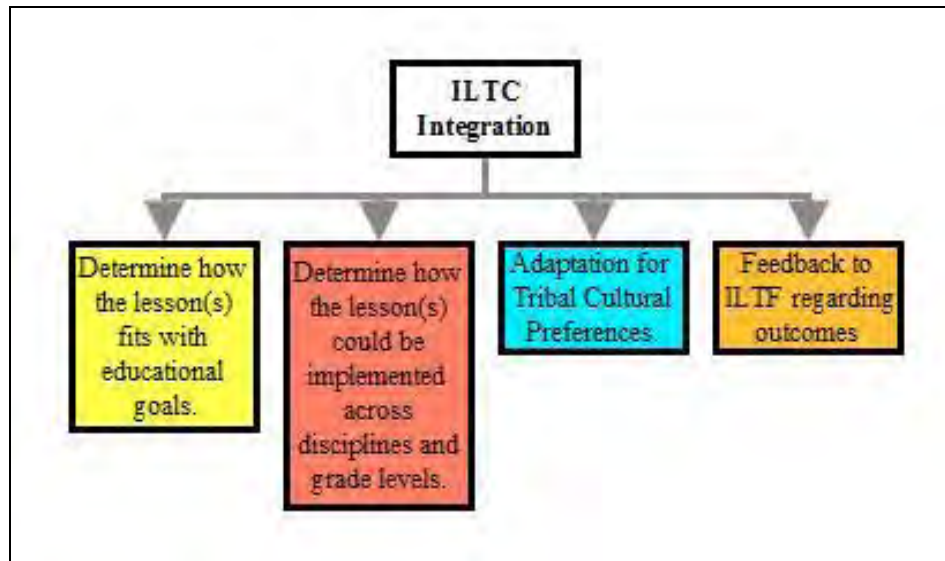 ILTC
Integration
Determine how
the lesson(s)
fits with
educational
goals.
Determine how
the lesson(s)
could be
implemented
across
disciplines and
grade levels.
Adaptation for
Tribal Cultural
Preferences
Feedback to
ILTF regarding
outcomes